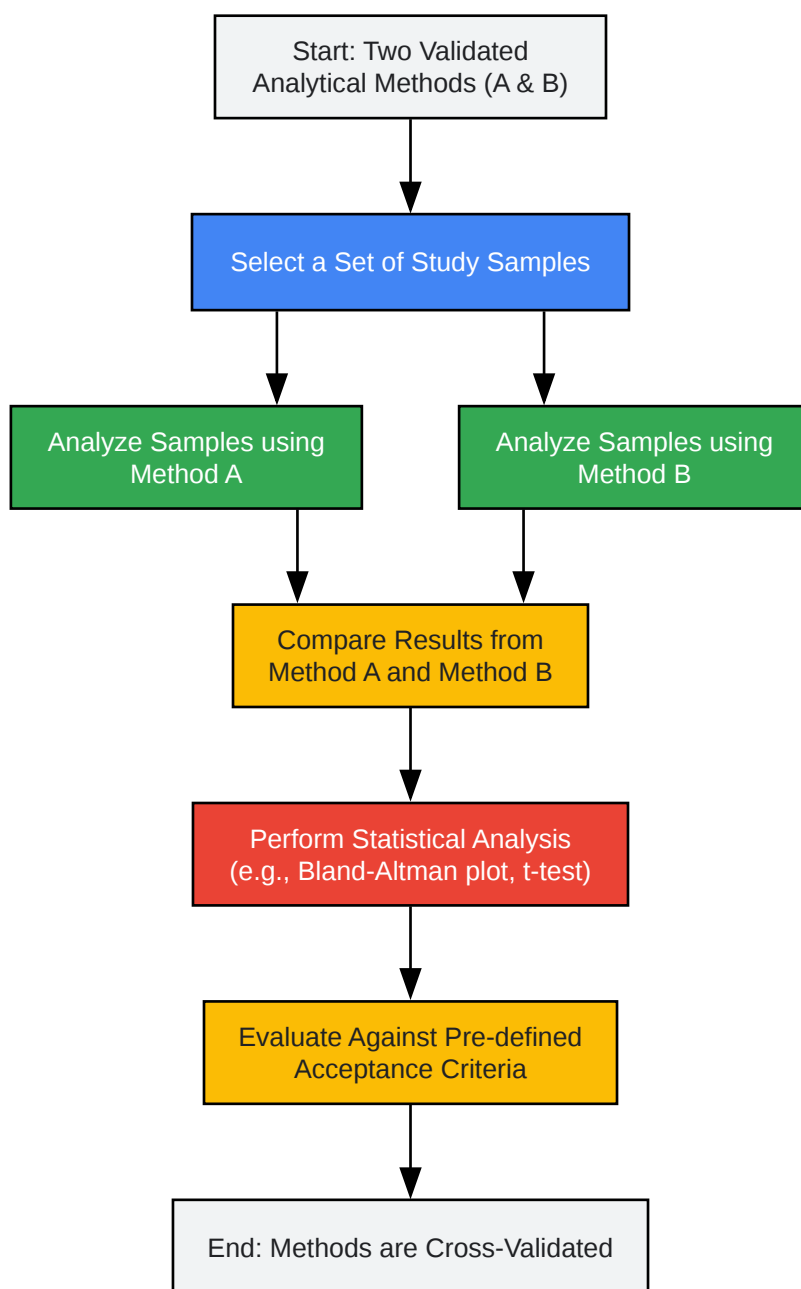 Start: Two Validated
Analytical Methods (A & B)
Select a Set of Study Samples
Analyze Samples using
Method A
Analyze Samples using
Method B
Compare Results from
Method A and Method B
Perform Statistical Analysis
(e.g., Bland-Altman plot, t-test)
Evaluate Against Pre-defined
Acceptance Criteria
End: Methods are Cross-Validated